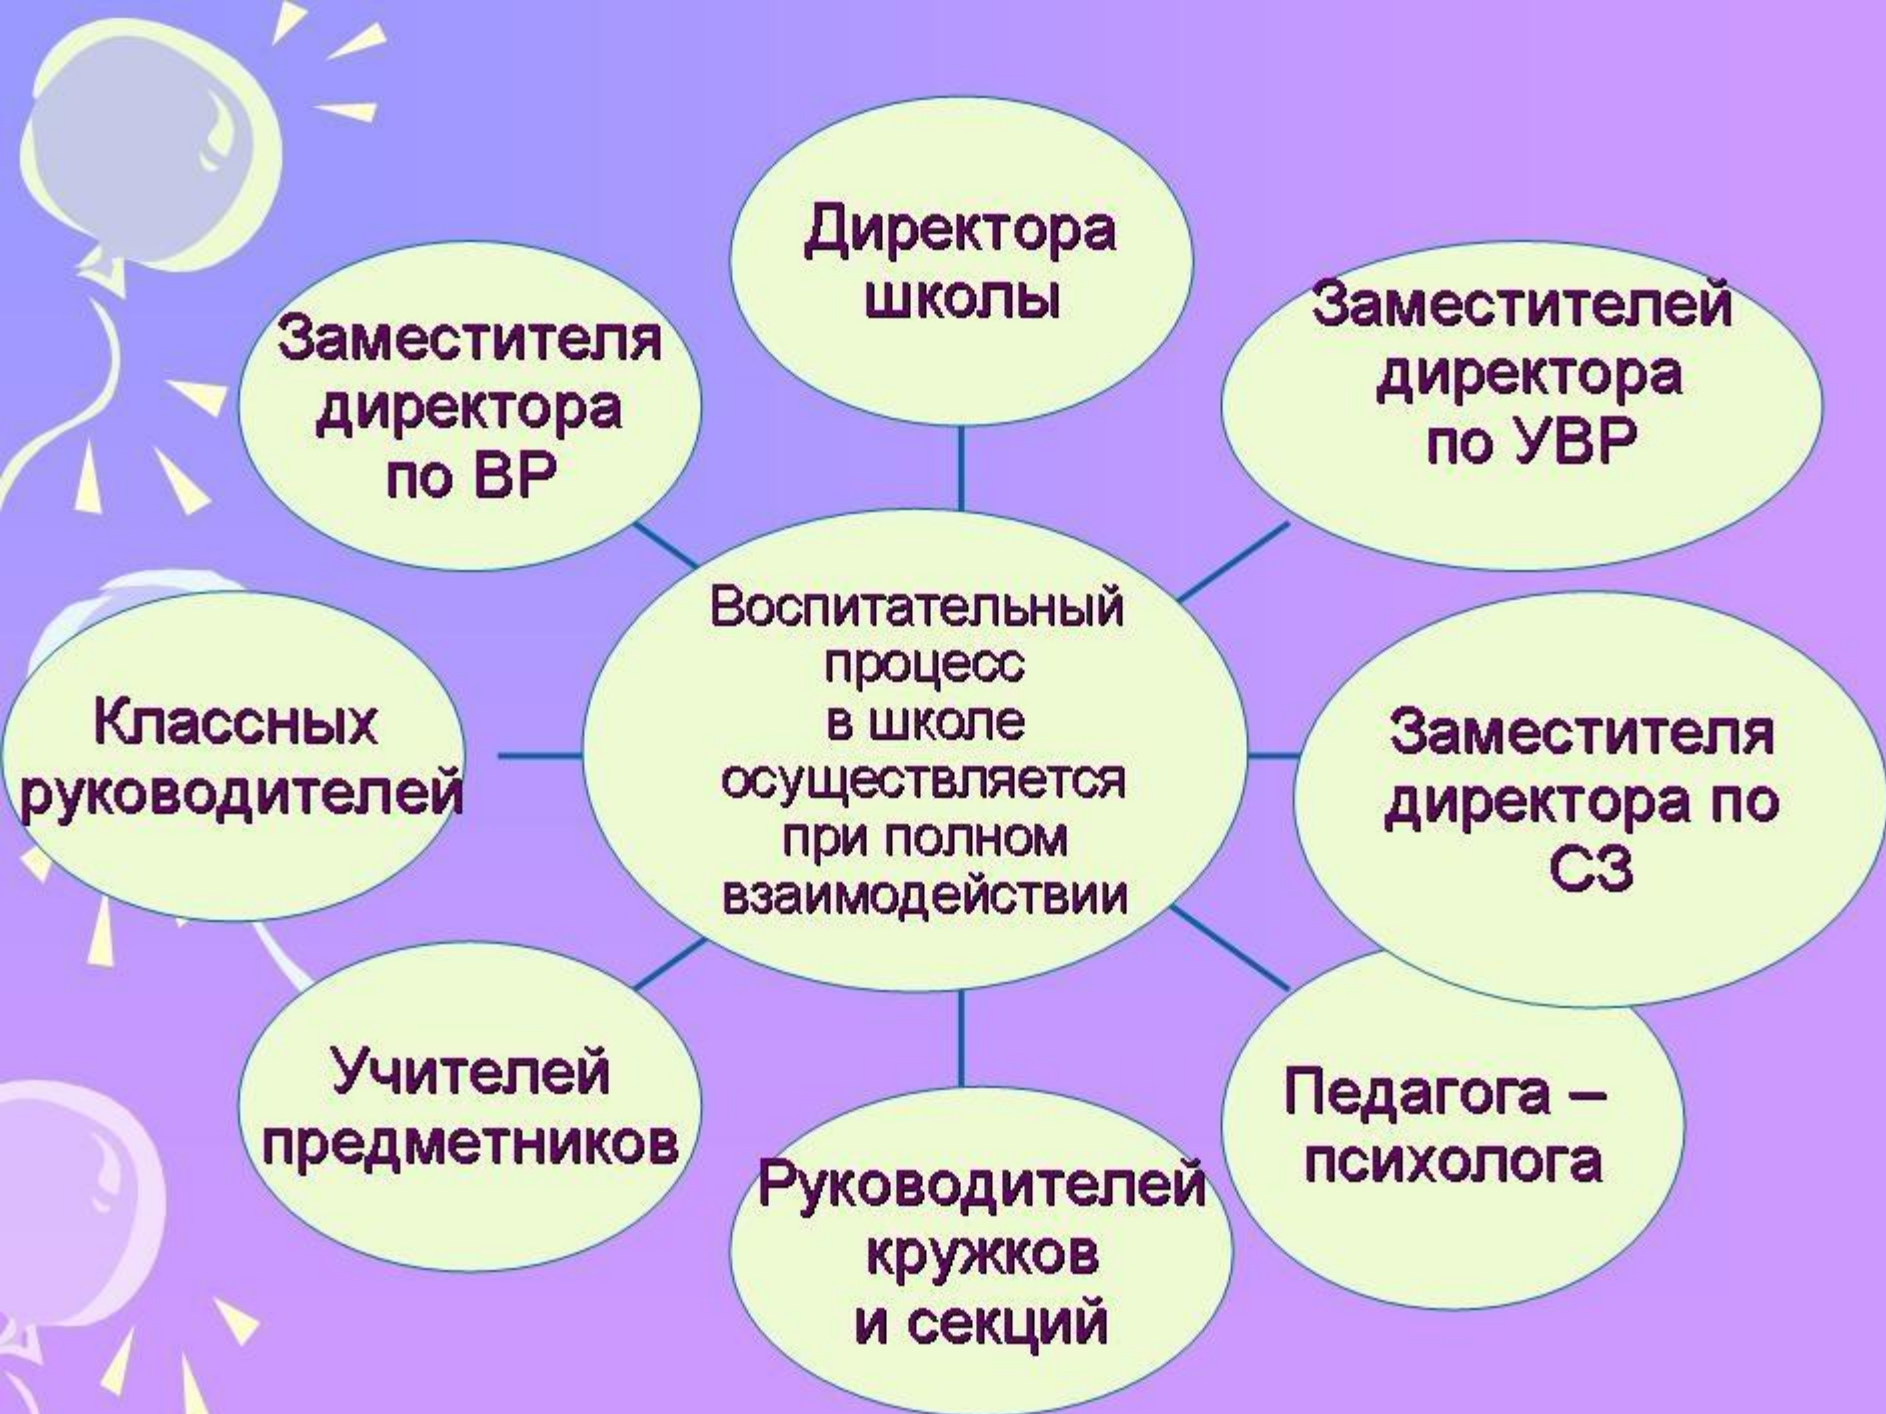 Директора
школы
Заместителя
директора
по ВР
Заместителей
директора
по УВР
Воспитательный
процесс
в школе
осуществляется
при полном
взаимодействии
Классных
руководителей
Заместителя
директора по
СЗ
Учителей
предметников
Руководителей
кружков
и секций
Педагога –
психолога